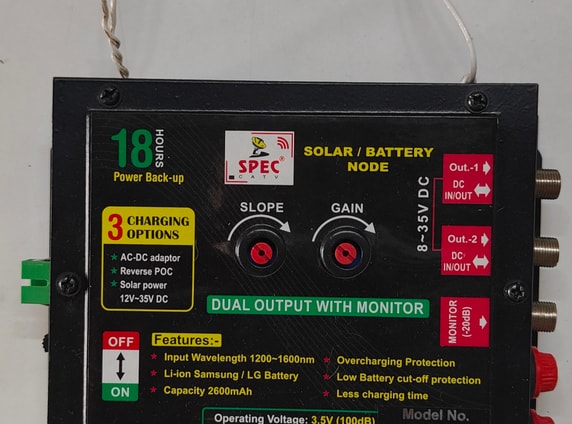 18 HOURS
Power Back-up
SPEC®
CATV
SOLAR / BATTERY
NODE
Out.-1
DC
IN/OUT
SLOPE
GAIN
8~35V DC
3 CHARGING
OPTIONS
AC-DC adaptor
Reverse POC
Solar power
12V~35V DC
Out.-2
DC
IN/OUT
DUAL OUTPUT WITH MONITOR
MONITOR
(-20dB)
OFF
ON
Features:-
Input Wavelength 1200~1600nm
Li-ion Samsung / LG Battery
Capacity 2600mAh
Overcharging Protection
Low Battery cut-off protection
Less charging time
Operating Voltage: 3.5V (100dB)
Model No.